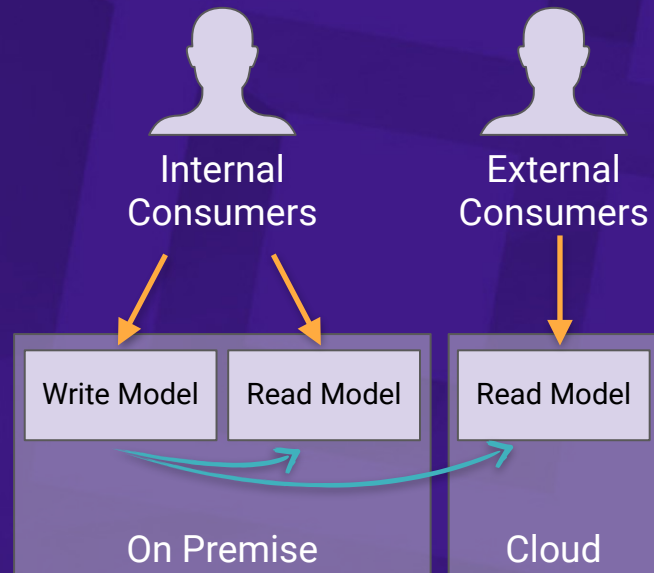 Internal
Consumers
External
Consumers
Write Model
Read Model
Read Model
On Premise
Cloud